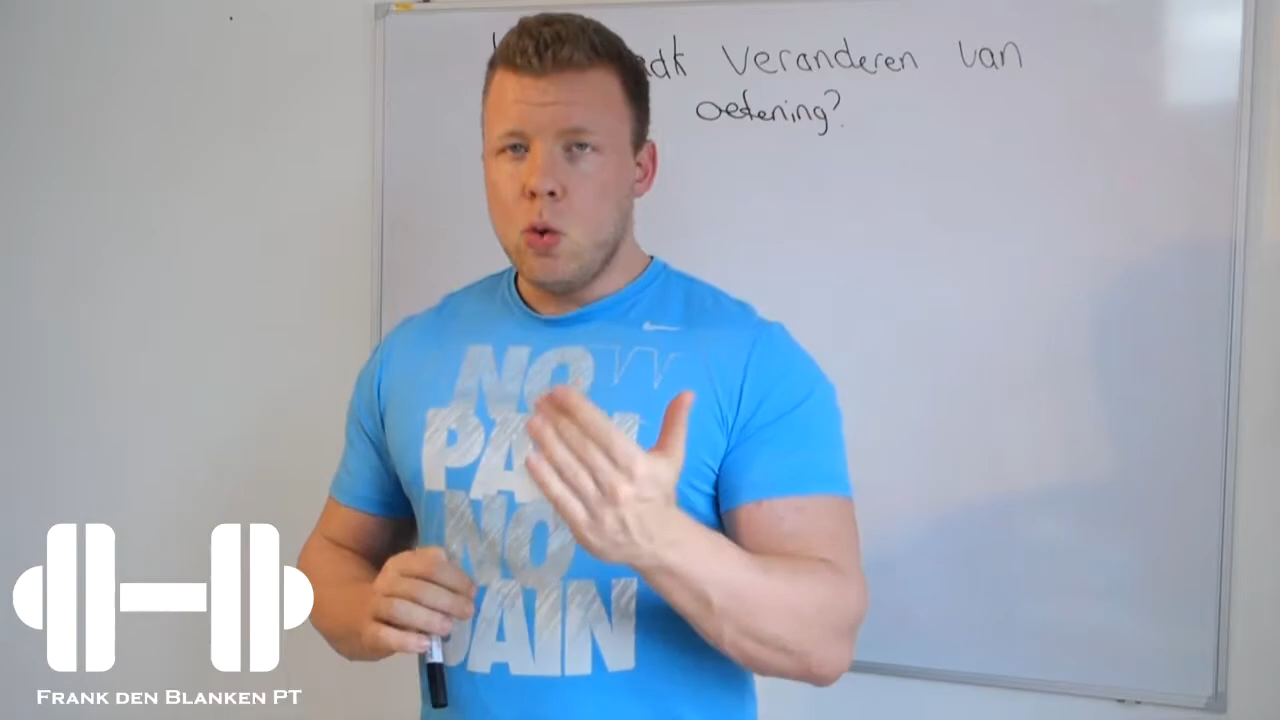 Veranderen van
oefening?
NO
PAIN
NO
GAIN
FRANK DEN BLANKEN PT